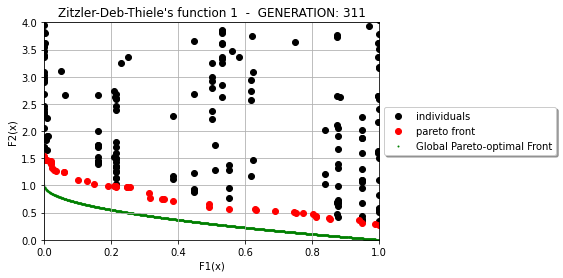 Zitzler-Deb-Thiele's function 1 - GENERATION: 311
4.0
3.5
3.0
2.5
2.0
1.5
1.0
0.5
0.0
F2(x)
0.0 0.2 0.4 0.6 0.8 1.0
F1(x)
individuals
pareto front
Global Pareto-optimal Front